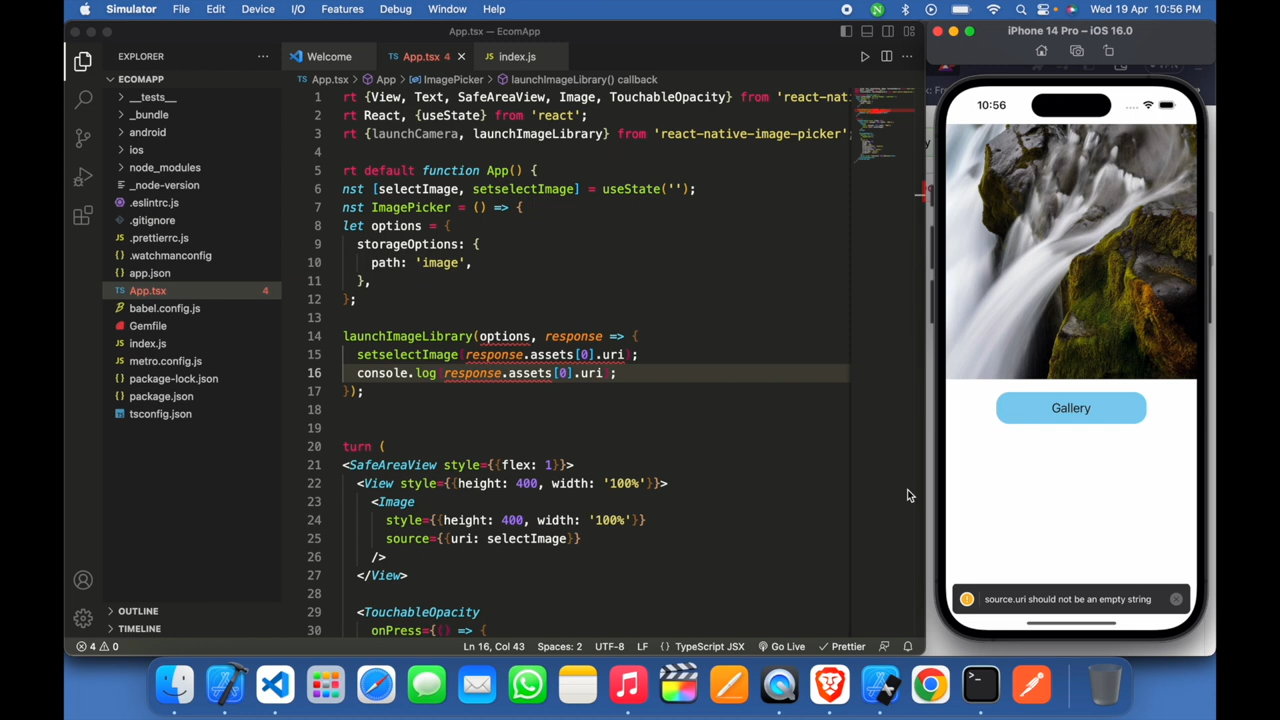 Simulator File Edit Device I/O Features Debug Window Help Wed 19 Apr 10:56 PM
App.tsx — EcomApp
iPhone 14 Pro – iOS 16.0
EXPLORER
Welcome
App.tsx 4
index.js
ECOMAPP
App.tsx > App > ImagePicker > launchImageLibrary() callback
__tests__
_bundle
android
ios
node_modules
_node-version
.eslintrc.js
.gitignore
.prettierrc.js
.watchmanconfig
app.json
App.tsx 4
babel.config.js
Gemfile
index.js
metro.config.js
package-lock.json
package.json
tsconfig.json
OUTLINE
TIMELINE
1 rt {View, Text, SafeAreaView, Image, TouchableOpacity} from 'react-nati
2 rt React, {useState} from 'react';
3 rt {launchCamera, launchImageLibrary} from 'react-native-image-picker';
4
5 rt default function App() {
6 nst [selectImage, setselectImage] = useState('');
7 nst ImagePicker = () => {
8 let options = {
9 storageOptions: {
10 path: 'image',
11 },
12 };
13
14 launchImageLibrary(options, response => {
15 setselectImage(response.assets[0].uri);
16 console.log(response.assets[0].uri);
17 });
18
19
20 turn (
21 <SafeAreaView style={{flex: 1}}>
22 <View style={{height: 400, width: '100%'}}>
23 <Image
24 style={{height: 400, width: '100%'}}
25 source={{uri: selectImage}}
26 />
27 </View>
28
29 <TouchableOpacity
30 onPress={() => {
4 0 Ln 16, Col 43 Spaces: 2 UTF-8 LF {} TypeScript JSX Go Live Prettier
10:56
Gallery
source.uri should not be an empty string